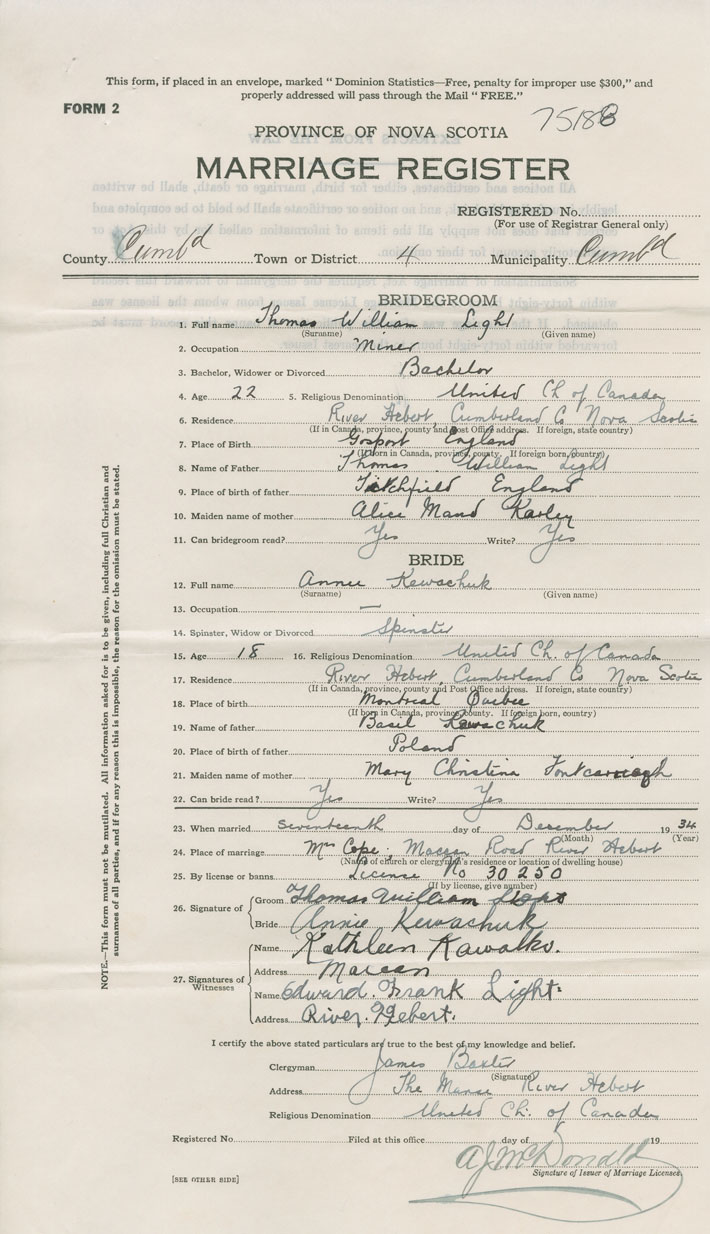 This form, if placed in an envelope, marked " Dominion Statistics—Free, penalty for improper use $300," and
properly addressed will pass through the Mail " FREE."
FORM 2
75188
PROVINCE OF NOVA SCOTIA
MARRIAGE REGISTER
REGISTERED No.
(For use of Registrar General only)
County Cumb'd Town or District 4 Municipality Cumb'd
BRIDEGROOM
1. Full name Thomas William Light
(Surname) (Given name)
2. Occupation Miner
3. Bachelor, Widower or Divorced Bachelor
4. Age 22 5. Religious Denomination United Ch of Canada
6. Residence River Hebert Cumberland Co Nova Scotia
(If in Canada, province, county and Post Office address. If foreign, state country)
7. Place of Birth Gosport England
(If born in Canada, province, county. If foreign born, country)
8. Name of Father Thomas William Light
9. Place of birth of father Titchfield England
10. Maiden name of mother Alice Maud
11. Can bridegroom read? Yes Write? Yes
BRIDE
12. Full name Annie Kewachuk
(Surname) (Given name)
13. Occupation —
14. Spinster, Widow or Divorced Spinster
15. Age 18 16. Religious Denomination United Ch. of Canada
17. Residence River Hebert, Cumberland Co Nova Scotia
(If in Canada, province, county and Post Office address. If foreign, state country)
18. Place of Birth Montreal Quebec
(If born in Canada, province, county. If foreign born, country)
19. Name of father Basil Kewachuk
20. Place of birth of father Poland
21. Maiden name of mother Mary Christina
22. Can bride read? Yes Write? Yes
23. When married seventeenth day of December 1934
(Month) (Year)
24. Place of marriage Mrs Cope, Maccan Road River Hebert
(Name of church or clergyman's residence or location of dwelling house)
25. By license or banns License No 30250
(If by license, give number)
26. Signature of Groom Thomas William Light
Bride Annie Kewachuk
27. Signatures of Witnesses Name Kathleen Kawalko.
Address Maccan
Name Edward. Frank Light.
Address River. Hebert.
I certify the above stated particulars are true to the best of my knowledge and belief.
Clergyman James Baxter
(Signature)
Address The Manse River Hebert
Religious Denomination United Ch. of Canada
Registered No. Filed at this office day of 19
A J McDonald
Signature of Issuer of Marriage Licenses
[SEE OTHER SIDE]
NOTE.—This form must not be mutilated. All information asked for is to be given, including full Christian and
surnames of all parties, and if for any reason this is impossible, the reason for the omission must be stated.